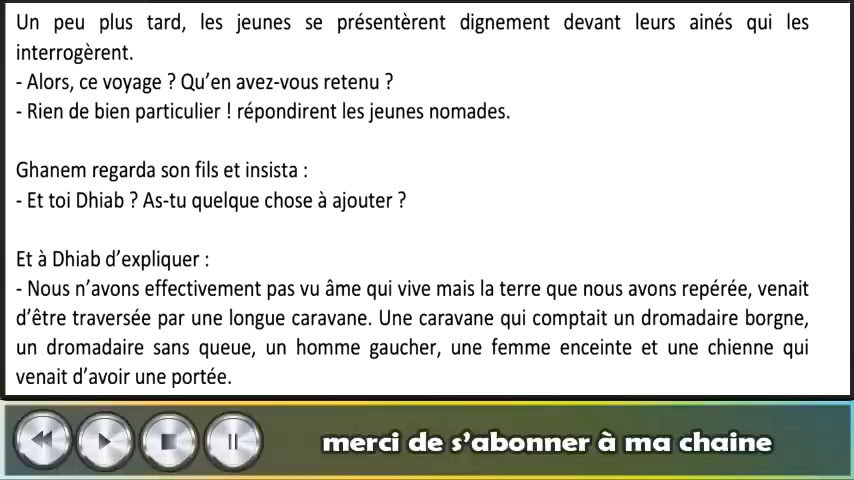 Un peu plus tard, les jeunes se présentèrent dignement devant leurs ainés qui les
interrogèrent.
- Alors, ce voyage ? Qu’en avez-vous retenu ?
- Rien de bien particulier ! répondirent les jeunes nomades.
Ghanem regarda son fils et insista :
- Et toi Dhiab ? As-tu quelque chose à ajouter ?
Et à Dhiab d’expliquer :
- Nous n’avons effectivement pas vu âme qui vive mais la terre que nous avons repérée, venait
d’être traversée par une longue caravane. Une caravane qui comptait un dromadaire borgne,
un dromadaire sans queue, un homme gaucher, une femme enceinte et une chienne qui
venait d’avoir une portée.
merci de s’abonner à ma chaine